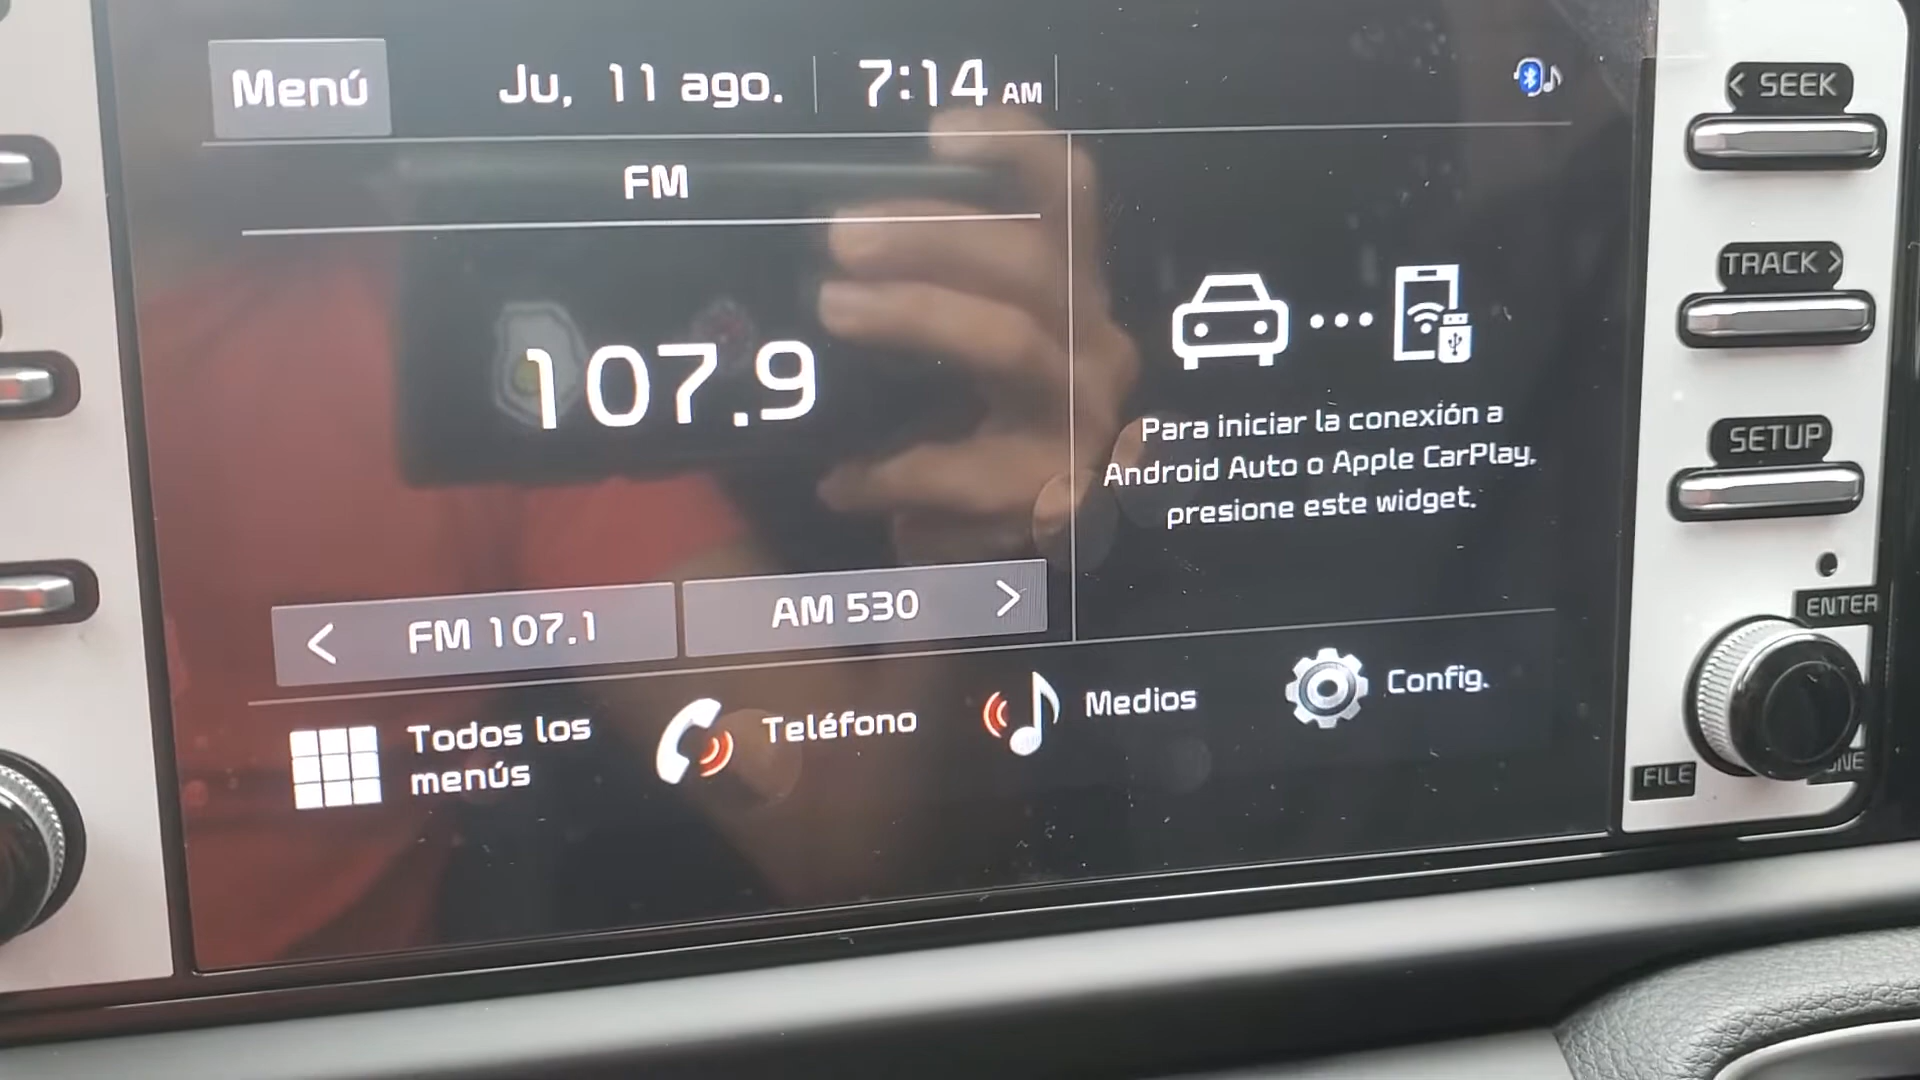 Menú
Ju, 11 ago.
7:14 AM
FM
107.9
Para iniciar la conexión a
Android Auto o Apple CarPlay,
presione este widget.
< FM 107.1
AM 530 >
Todos los
menús
Teléfono
Medios
Config.
< SEEK
TRACK >
SETUP
ENTER
FILE